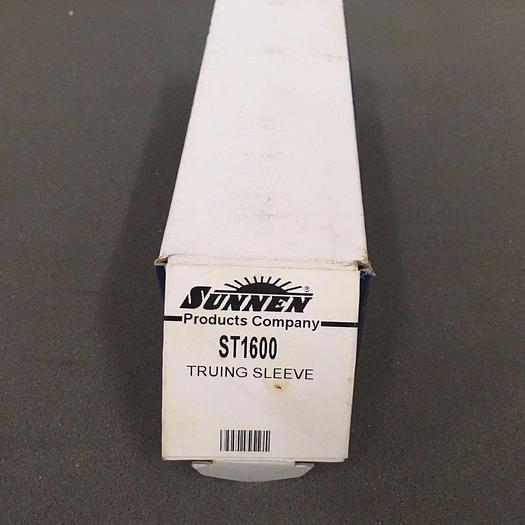 SUNNEN®
Products Company
ST1600
TRUING SLEEVE